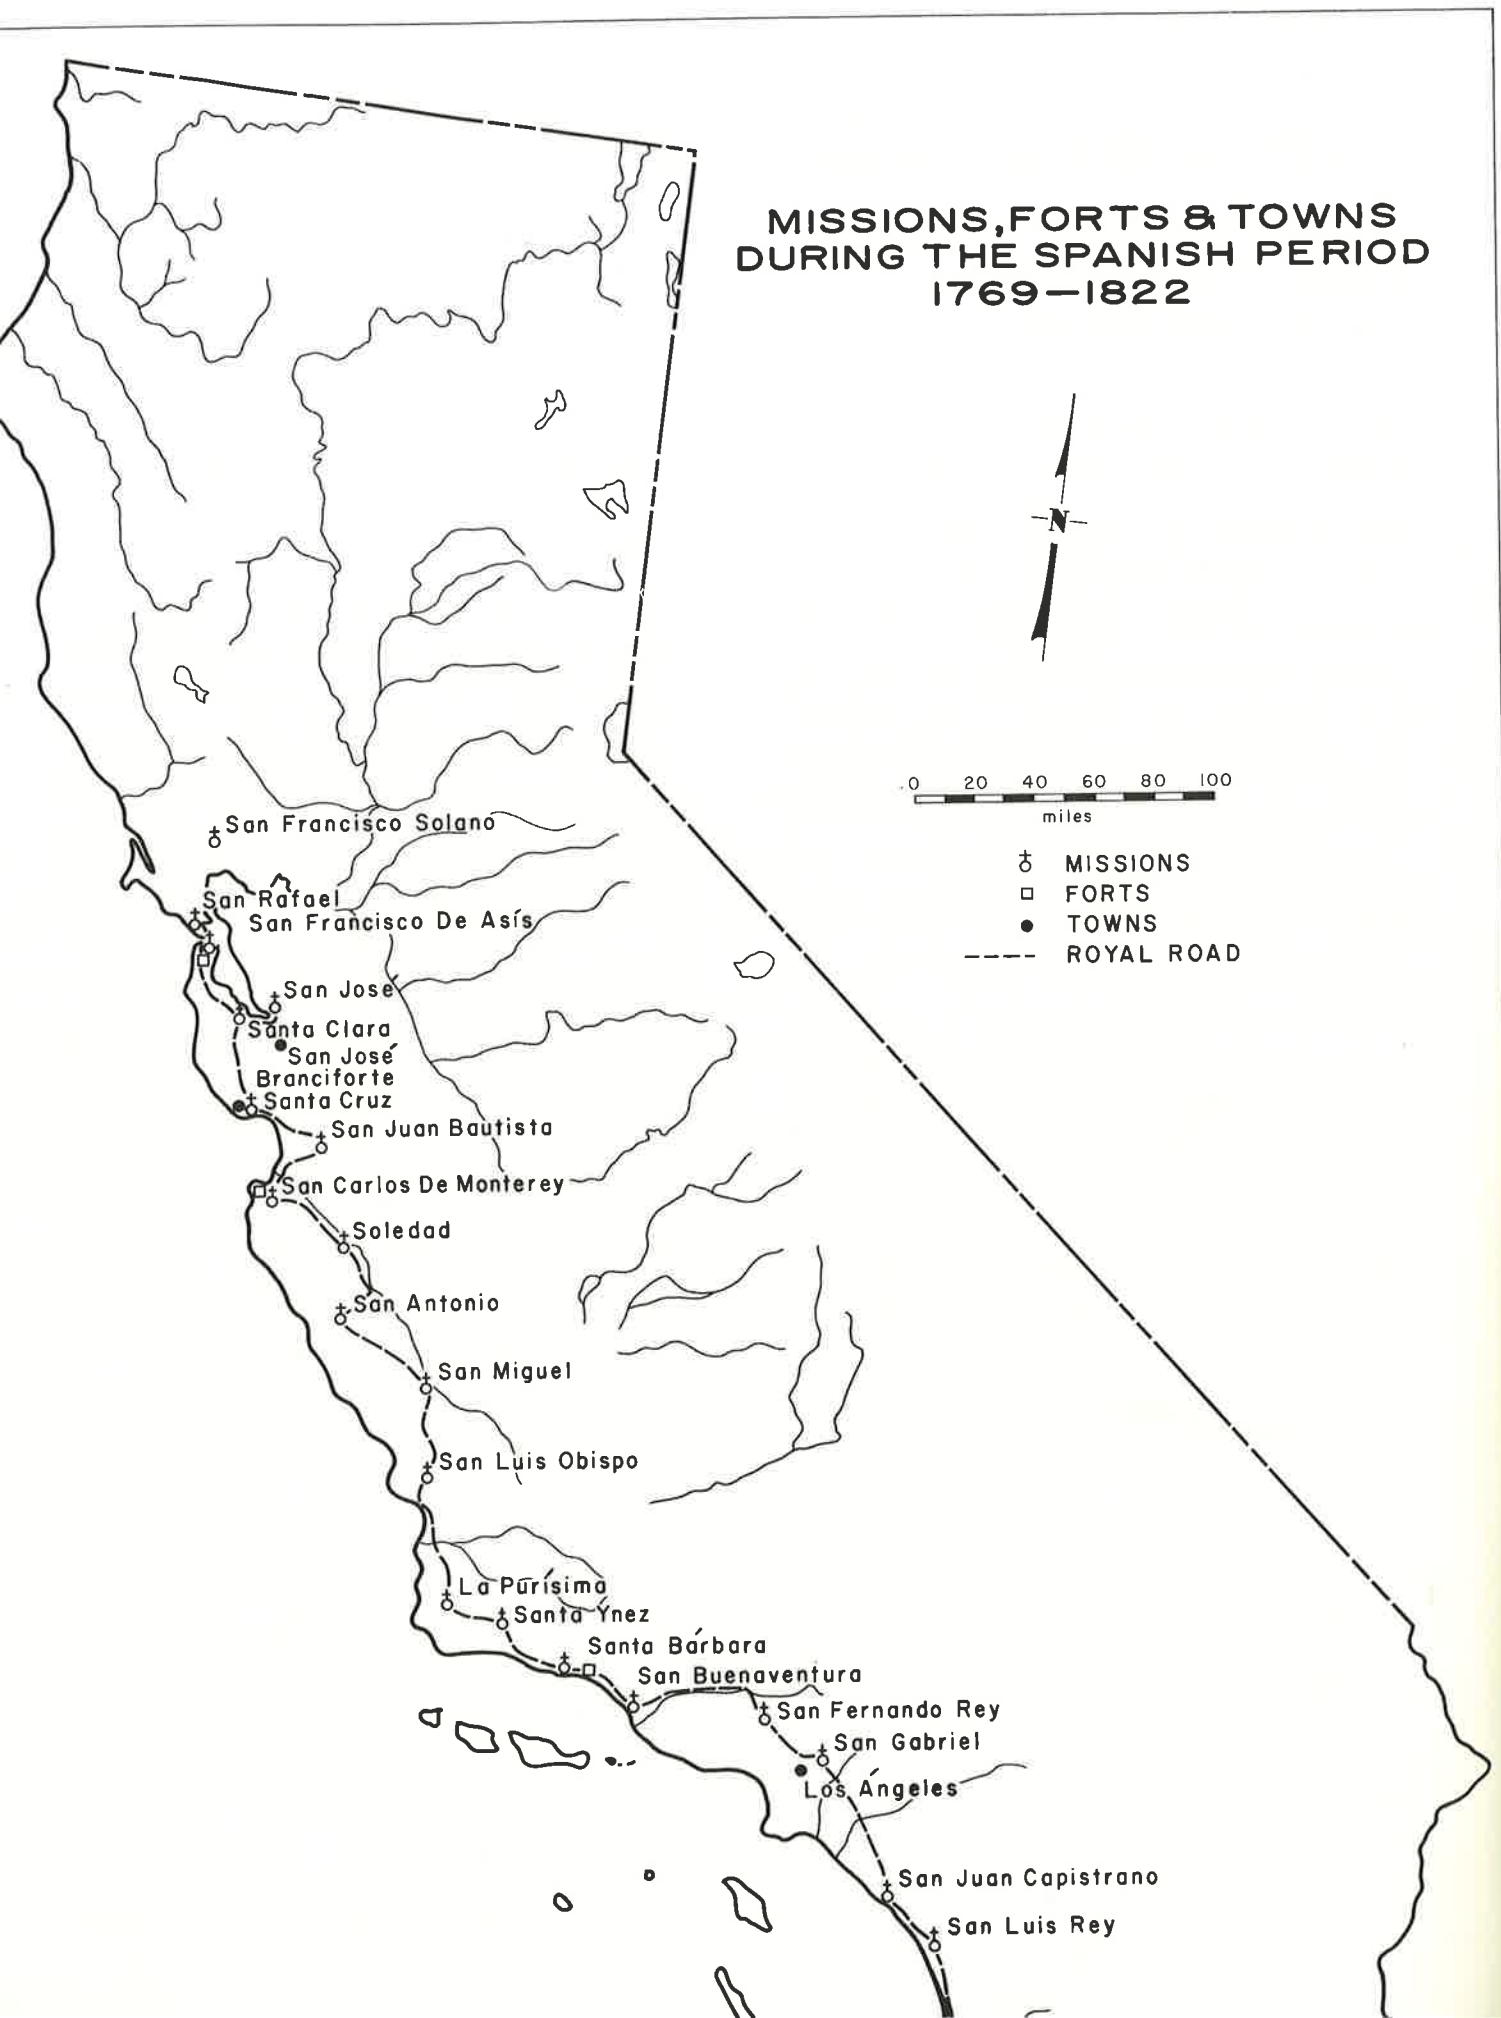 MISSIONS, FORTS & TOWNS
DURING THE SPANISH PERIOD
1769–1822
N
0 20 40 60 80 100
miles
MISSIONS
FORTS
TOWNS
ROYAL ROAD
San Francisco Solano
San Rafael
San Francisco De Asís
San José
Santa Clara
San José
Branciforte
Santa Cruz
San Juan Bautista
San Carlos De Monterey
Soledad
San Antonio
San Miguel
San Luis Obispo
La Purísima
Santa Ynez
Santa Bárbara
San Buenaventura
San Fernando Rey
San Gabriel
Los Ángeles
San Juan Capistrano
San Luis Rey